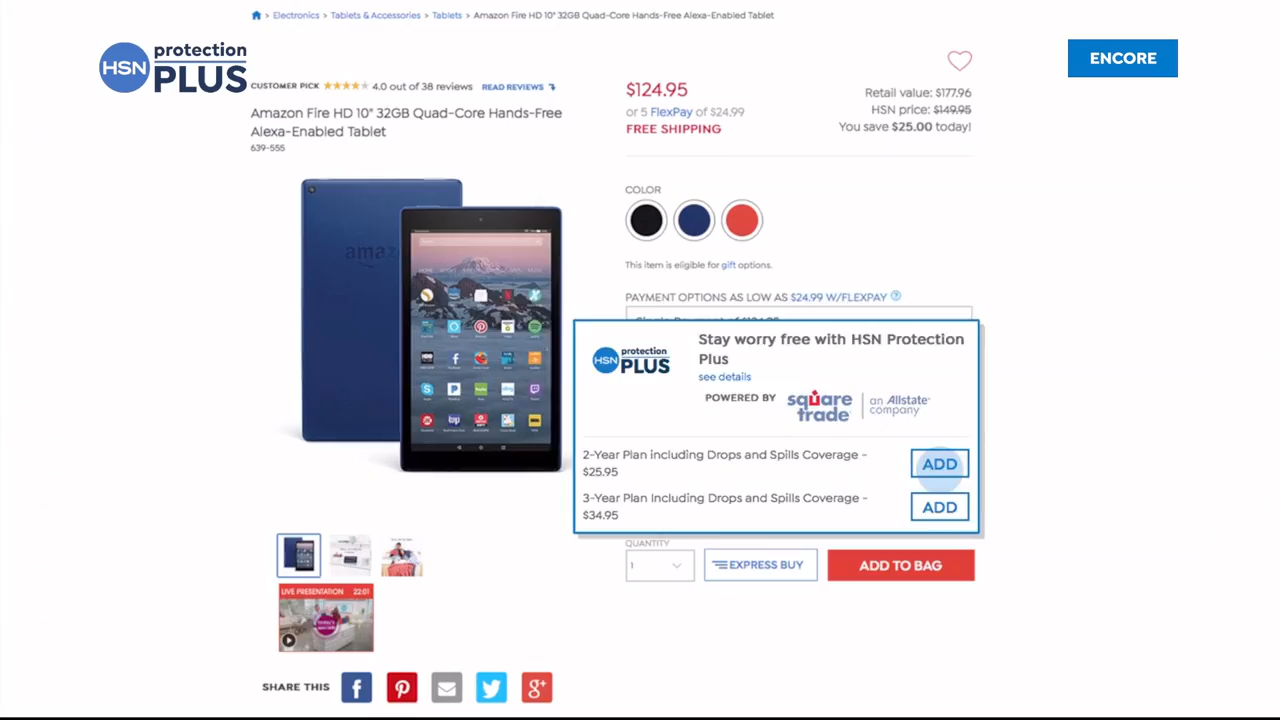 Electronics > Tablets & Accessories > Tablets > Amazon Fire HD 10" 32GB Quad-Core Hands-Free Alexa-Enabled Tablet
HSN protection PLUS
ENCORE
CUSTOMER PICK 4.0 out of 38 reviews READ REVIEWS
Amazon Fire HD 10" 32GB Quad-Core Hands-Free
Alexa-Enabled Tablet
639-555
$124.95
or 5 FlexPay of $24.99
FREE SHIPPING
Retail value: $177.96
HSN price: $149.95
You save $25.00 today!
COLOR
This item is eligible for gift options.
PAYMENT OPTIONS AS LOW AS $24.99 W/FLEXPAY ?
HSN protection PLUS
Stay worry free with HSN Protection
Plus
see details
POWERED BY square trade | an Allstate company
2-Year Plan including Drops and Spills Coverage –
$25.95
ADD
3-Year Plan Including Drops and Spills Coverage –
$34.95
ADD
QUANTITY
1
EXPRESS BUY
ADD TO BAG
LIVE PRESENTATION 22:01
SHARE THIS